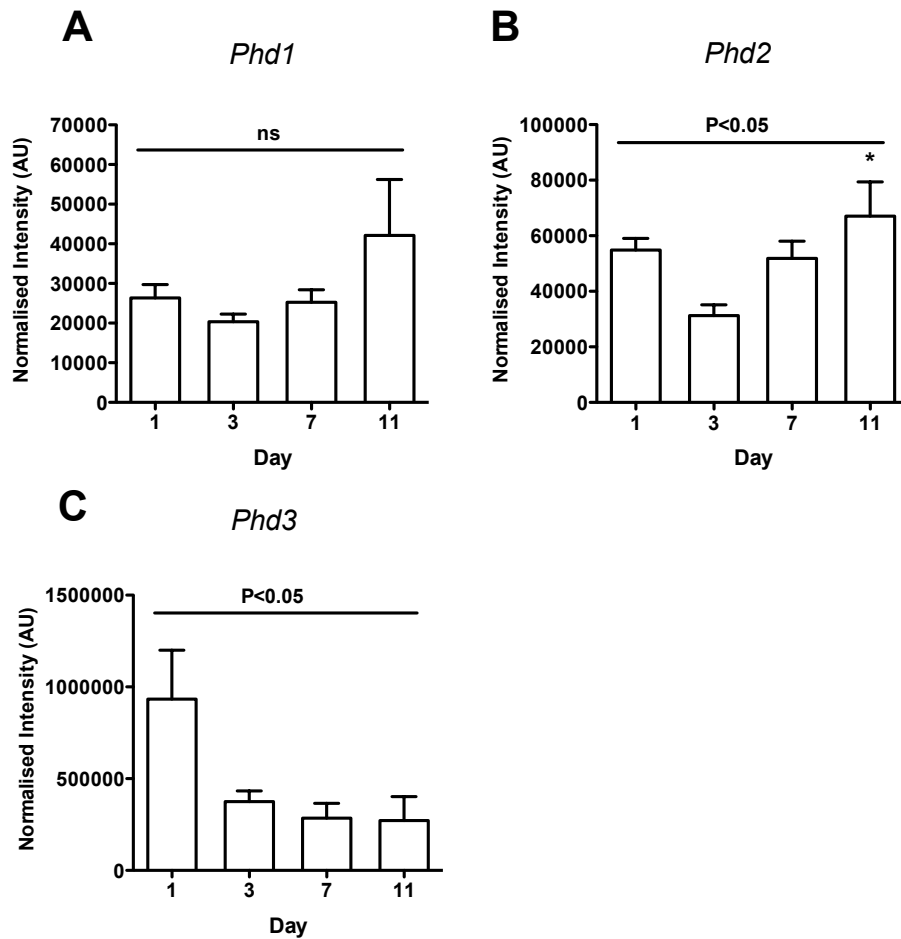 A
Phd1
Normalised Intensity (AU)
70000
60000
50000
40000
30000
20000
10000
0
ns
1 3 7 11
Day
B
Phd2
Normalised Intensity (AU)
100000
80000
60000
40000
20000
0
P<0.05
*
1 3 7 11
Day
C
Phd3
Normalised Intensity (AU)
1500000
1000000
500000
0
P<0.05
1 3 7 11
Day